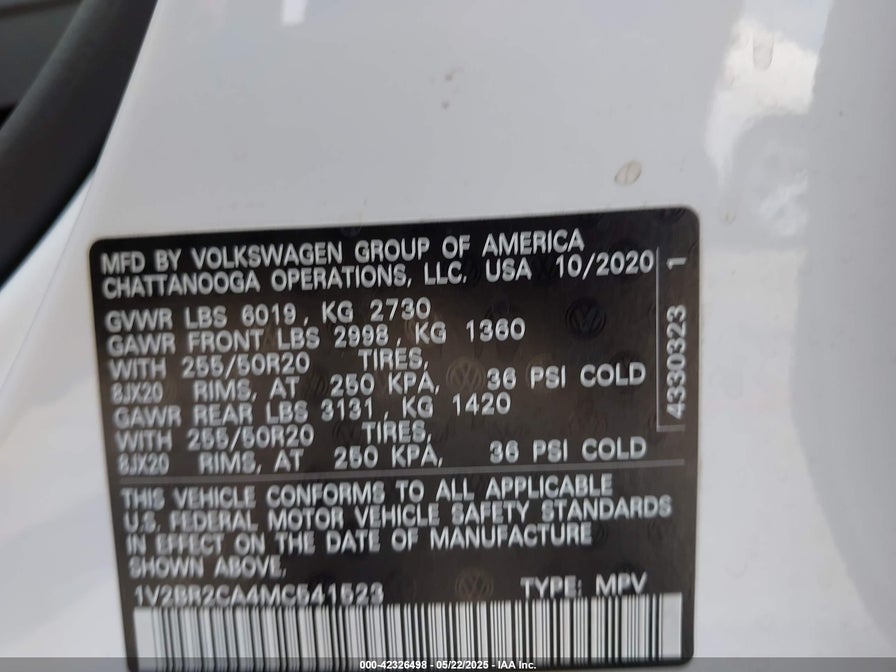 MFD BY VOLKSWAGEN GROUP OF AMERICA
CHATTANOOGA OPERATIONS, LLC, USA 10/2020
GVWR LBS 6019, KG 2730
GAWR FRONT LBS 2998, KG 1360
WITH 255/50R20 TIRES,
8JX20 RIMS, AT 250 KPA, 36 PSI COLD
GAWR REAR LBS 3131, KG 1420
WITH 255/50R20 TIRES,
8JX20 RIMS, AT 250 KPA, 36 PSI COLD
4330323 1
THIS VEHICLE CONFORMS TO ALL APPLICABLE
U.S. FEDERAL MOTOR VEHICLE SAFETY STANDARDS
IN EFFECT ON THE DATE OF MANUFACTURE
SHOWN ABOVE.
1V2BR2CA4MC541523 TYPE: MPV
000-42326498 - 05/22/2025 - IAA Inc.